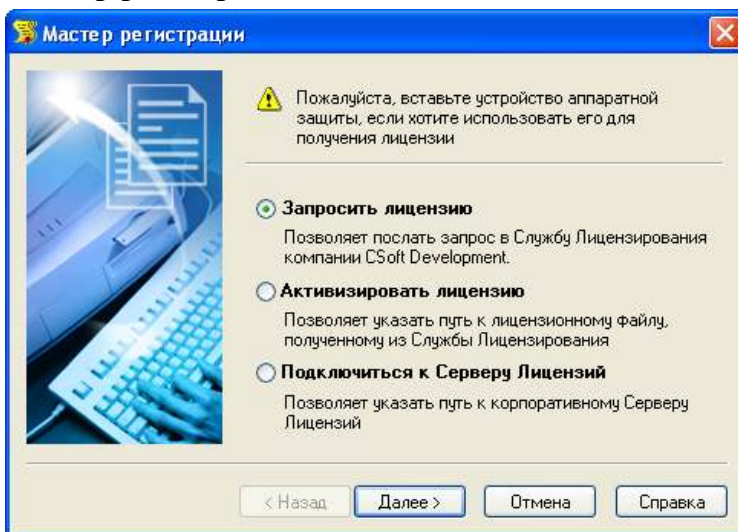 Мастер регистрации
Пожалуйста, вставьте устройство аппаратной
защиты, если хотите использовать его для
получения лицензии
Запросить лицензию
Позволяет послать запрос в Службу Лицензирования
компании CSoft Development.
Активизировать лицензию
Позволяет указать путь к лицензионному файлу,
полученному из Службы Лицензирования
Подключиться к Серверу Лицензий
Позволяет указать путь к корпоративному Серверу
Лицензий
< Назад Далее > Отмена Справка